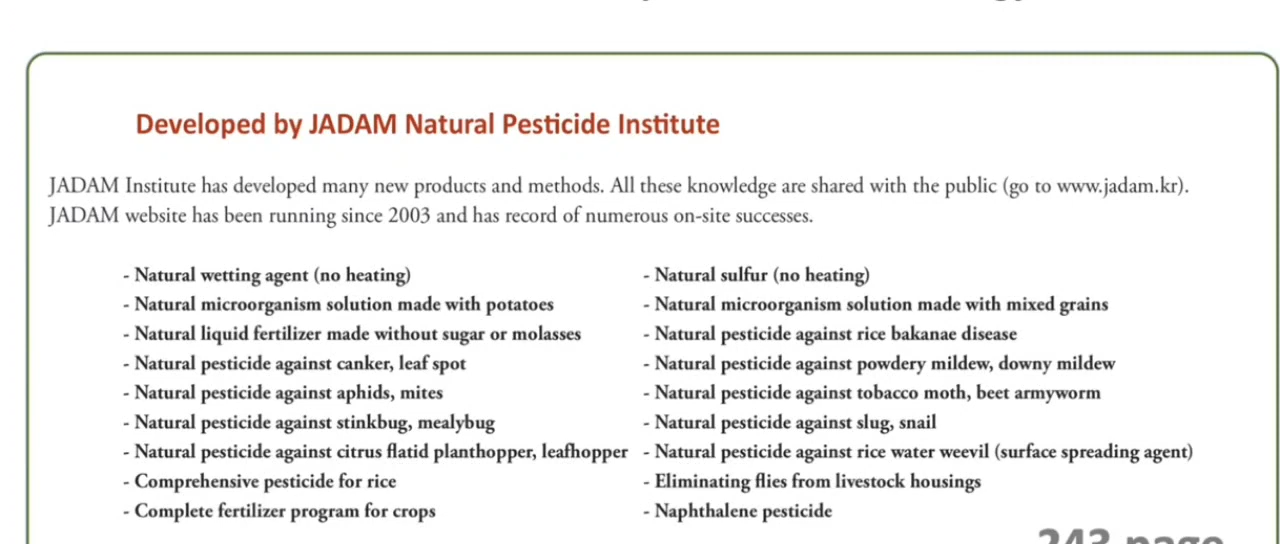 Developed by JADAM Natural Pesticide Institute
JADAM Institute has developed many new products and methods. All these knowledge are shared with the public (go to www.jadam.kr).
JADAM website has been running since 2003 and has record of numerous on-site successes.
- Natural wetting agent (no heating)
- Natural microorganism solution made with potatoes
- Natural liquid fertilizer made without sugar or molasses
- Natural pesticide against canker, leaf spot
- Natural pesticide against aphids, mites
- Natural pesticide against stinkbug, mealybug
- Natural pesticide against citrus flatid planthopper, leafhopper
- Comprehensive pesticide for rice
- Complete fertilizer program for crops
- Natural sulfur (no heating)
- Natural microorganism solution made with mixed grains
- Natural pesticide against rice bakanae disease
- Natural pesticide against powdery mildew, downy mildew
- Natural pesticide against tobacco moth, beet armyworm
- Natural pesticide against slug, snail
- Natural pesticide against rice water weevil (surface spreading agent)
- Eliminating flies from livestock housings
- Naphthalene pesticide
243 page